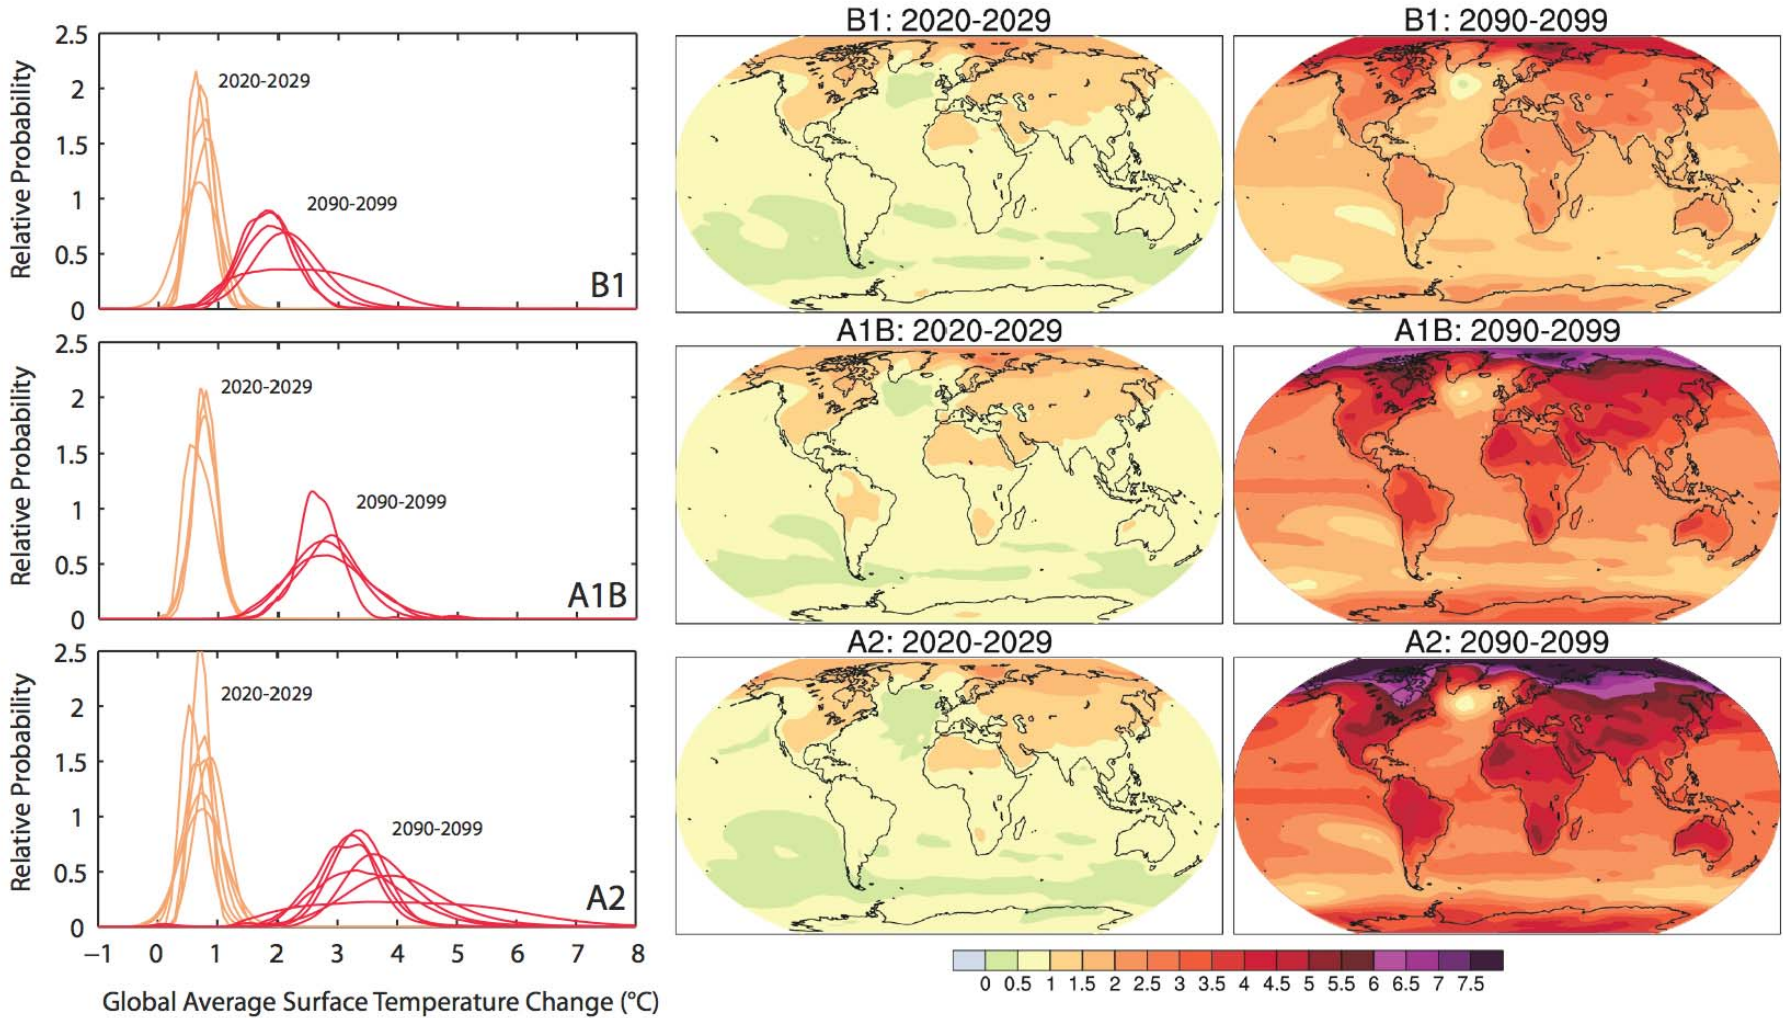 B1: 2020-2029
B1: 2090-2099
2.5
2
1.5
1
0.5
0
Relative Probability
2020-2029
2090-2099
B1
A1B: 2020-2029
A1B: 2090-2099
2.5
2
1.5
1
0.5
0
Relative Probability
2020-2029
2090-2099
A1B
A2: 2020-2029
A2: 2090-2099
2.5
2
1.5
1
0.5
0
Relative Probability
2020-2029
2090-2099
A2
−1 0 1 2 3 4 5 6 7 8
Global Average Surface Temperature Change (°C)
0 0.5 1 1.5 2 2.5 3 3.5 4 4.5 5 5.5 6 6.5 7 7.5